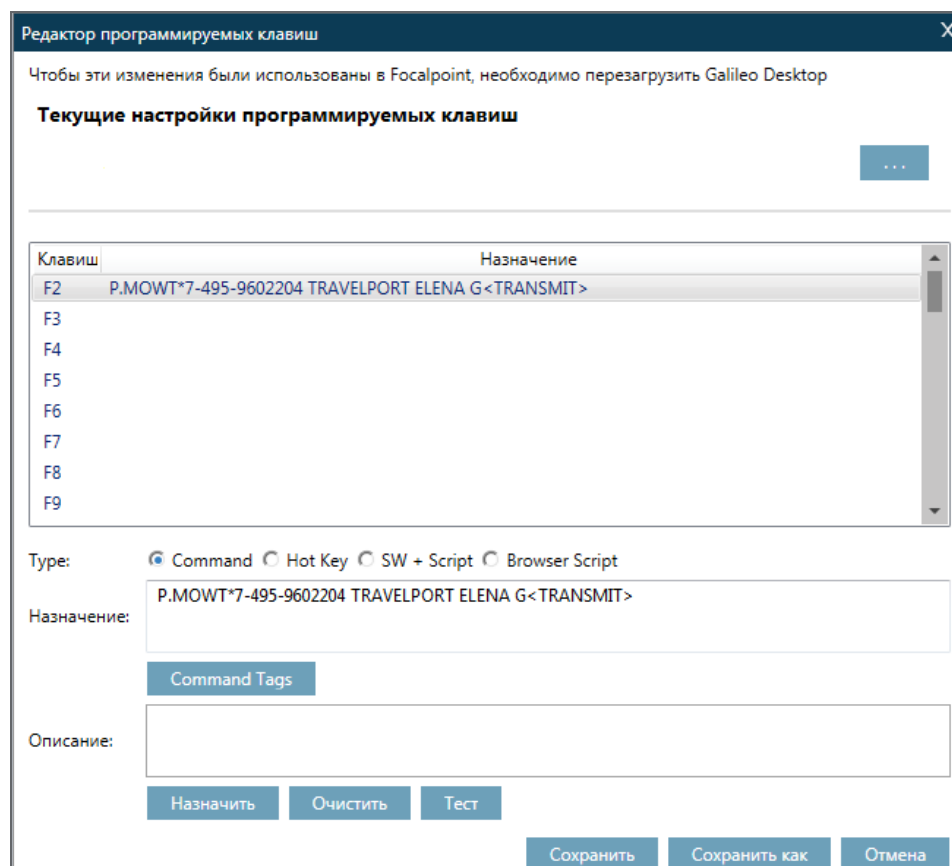 Редактор программируемых клавиш X
Чтобы эти изменения были использованы в Focalpoint, необходимо перезагрузить Galileo Desktop
Текущие настройки программируемых клавиш
...
Клавиш Назначение
F2 P.MOWT*7-495-9602204 TRAVELPORT ELENA G<TRANSMIT>
F3
F4
F5
F6
F7
F8
F9
Type: Command Hot Key SW + Script Browser Script
Назначение: P.MOWT*7-495-9602204 TRAVELPORT ELENA G<TRANSMIT>
Command Tags
Описание:
Назначить Очистить Тест
Сохранить Сохранить как Отмена